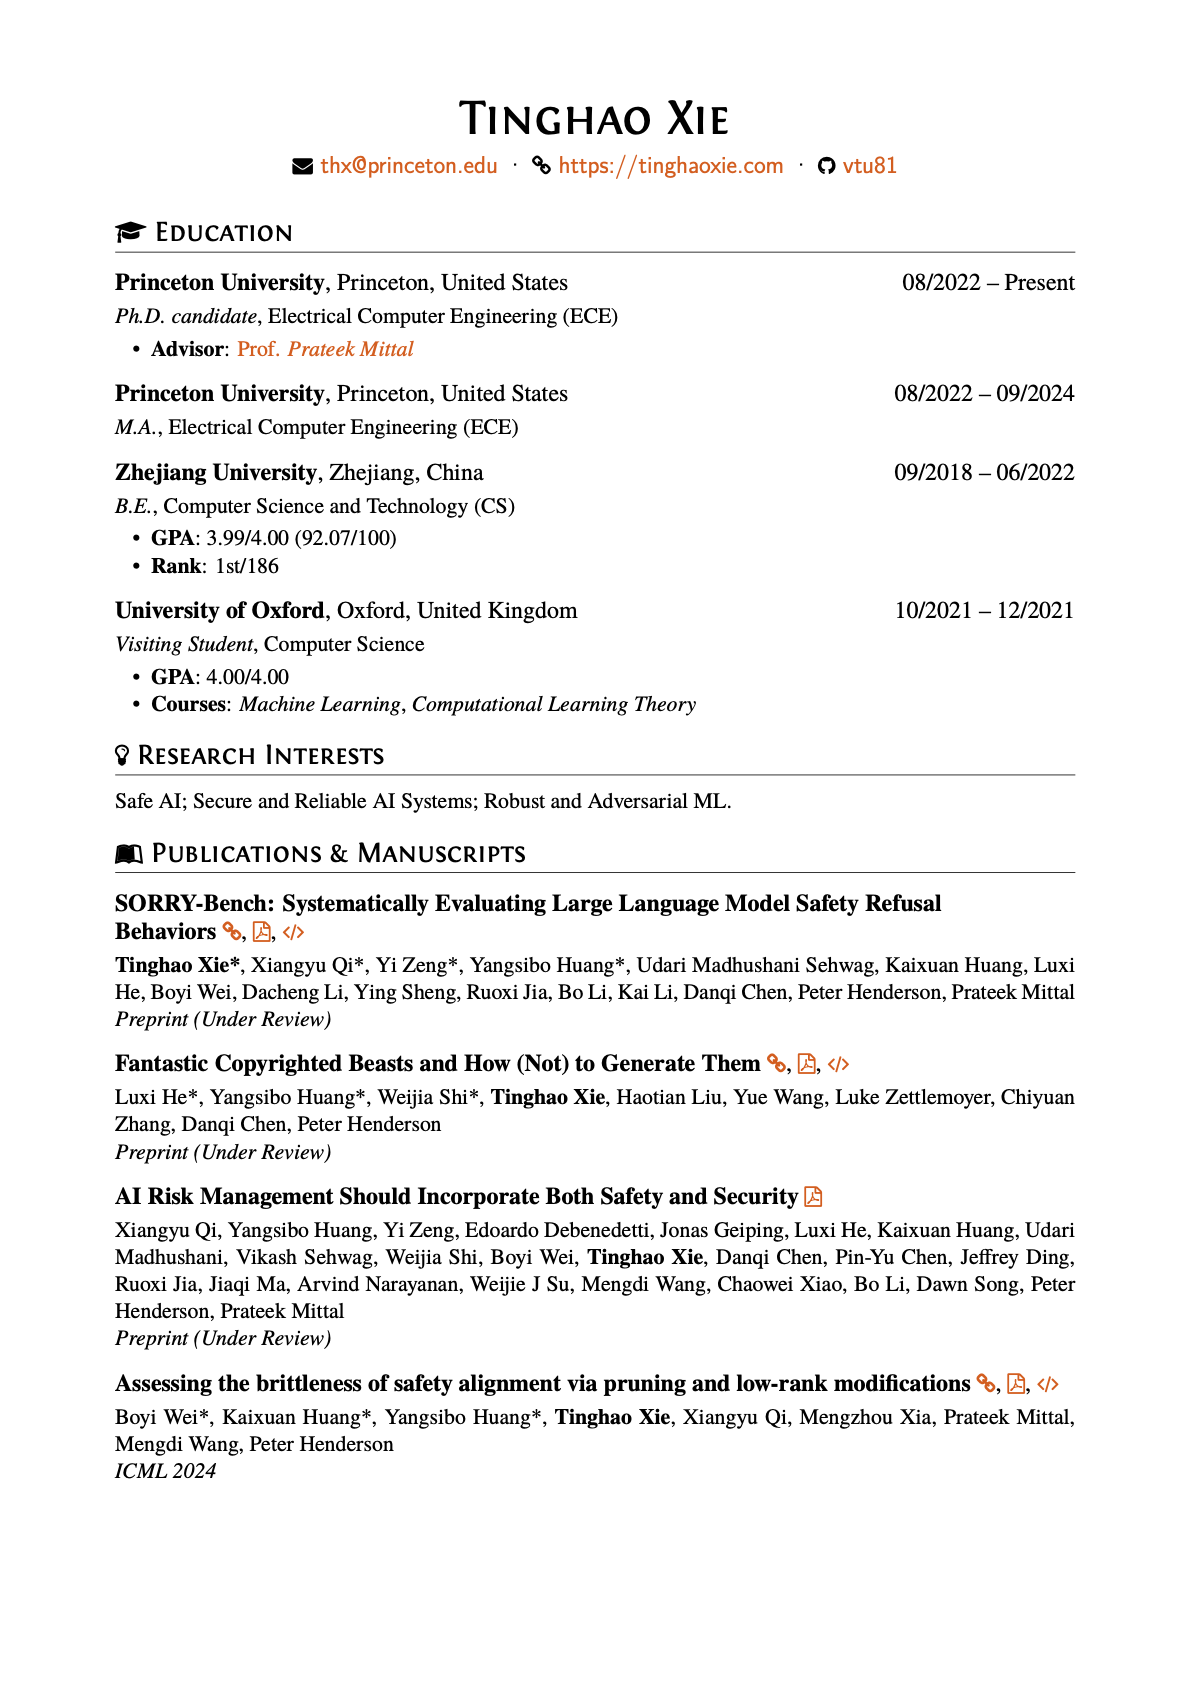 Tinghao Xie
thx@princeton.edu · https://tinghaoxie.com · vtu81
Education
Princeton University, Princeton, United States 08/2022 – Present
Ph.D. candidate, Electrical Computer Engineering (ECE)
• Advisor: Prof. Prateek Mittal
Princeton University, Princeton, United States 08/2022 – 09/2024
M.A., Electrical Computer Engineering (ECE)
Zhejiang University, Zhejiang, China 09/2018 – 06/2022
B.E., Computer Science and Technology (CS)
• GPA: 3.99/4.00 (92.07/100)
• Rank: 1st/186
University of Oxford, Oxford, United Kingdom 10/2021 – 12/2021
Visiting Student, Computer Science
• GPA: 4.00/4.00
• Courses: Machine Learning, Computational Learning Theory
Research Interests
Safe AI; Secure and Reliable AI Systems; Robust and Adversarial ML.
Publications & Manuscripts
SORRY-Bench: Systematically Evaluating Large Language Model Safety Refusal
Behaviors , , </>
Tinghao Xie*, Xiangyu Qi*, Yi Zeng*, Yangsibo Huang*, Udari Madhushani Sehwag, Kaixuan Huang, Luxi
He, Boyi Wei, Dacheng Li, Ying Sheng, Ruoxi Jia, Bo Li, Kai Li, Danqi Chen, Peter Henderson, Prateek Mittal
Preprint (Under Review)
Fantastic Copyrighted Beasts and How (Not) to Generate Them , , </>
Luxi He*, Yangsibo Huang*, Weijia Shi*, Tinghao Xie, Haotian Liu, Yue Wang, Luke Zettlemoyer, Chiyuan
Zhang, Danqi Chen, Peter Henderson
Preprint (Under Review)
AI Risk Management Should Incorporate Both Safety and Security
Xiangyu Qi, Yangsibo Huang, Yi Zeng, Edoardo Debenedetti, Jonas Geiping, Luxi He, Kaixuan Huang, Udari
Madhushani, Vikash Sehwag, Weijia Shi, Boyi Wei, Tinghao Xie, Danqi Chen, Pin-Yu Chen, Jeffrey Ding,
Ruoxi Jia, Jiaqi Ma, Arvind Narayanan, Weijie J Su, Mengdi Wang, Chaowei Xiao, Bo Li, Dawn Song, Peter
Henderson, Prateek Mittal
Preprint (Under Review)
Assessing the brittleness of safety alignment via pruning and low-rank modifications , , </>
Boyi Wei*, Kaixuan Huang*, Yangsibo Huang*, Tinghao Xie, Xiangyu Qi, Mengzhou Xia, Prateek Mittal,
Mengdi Wang, Peter Henderson
ICML 2024